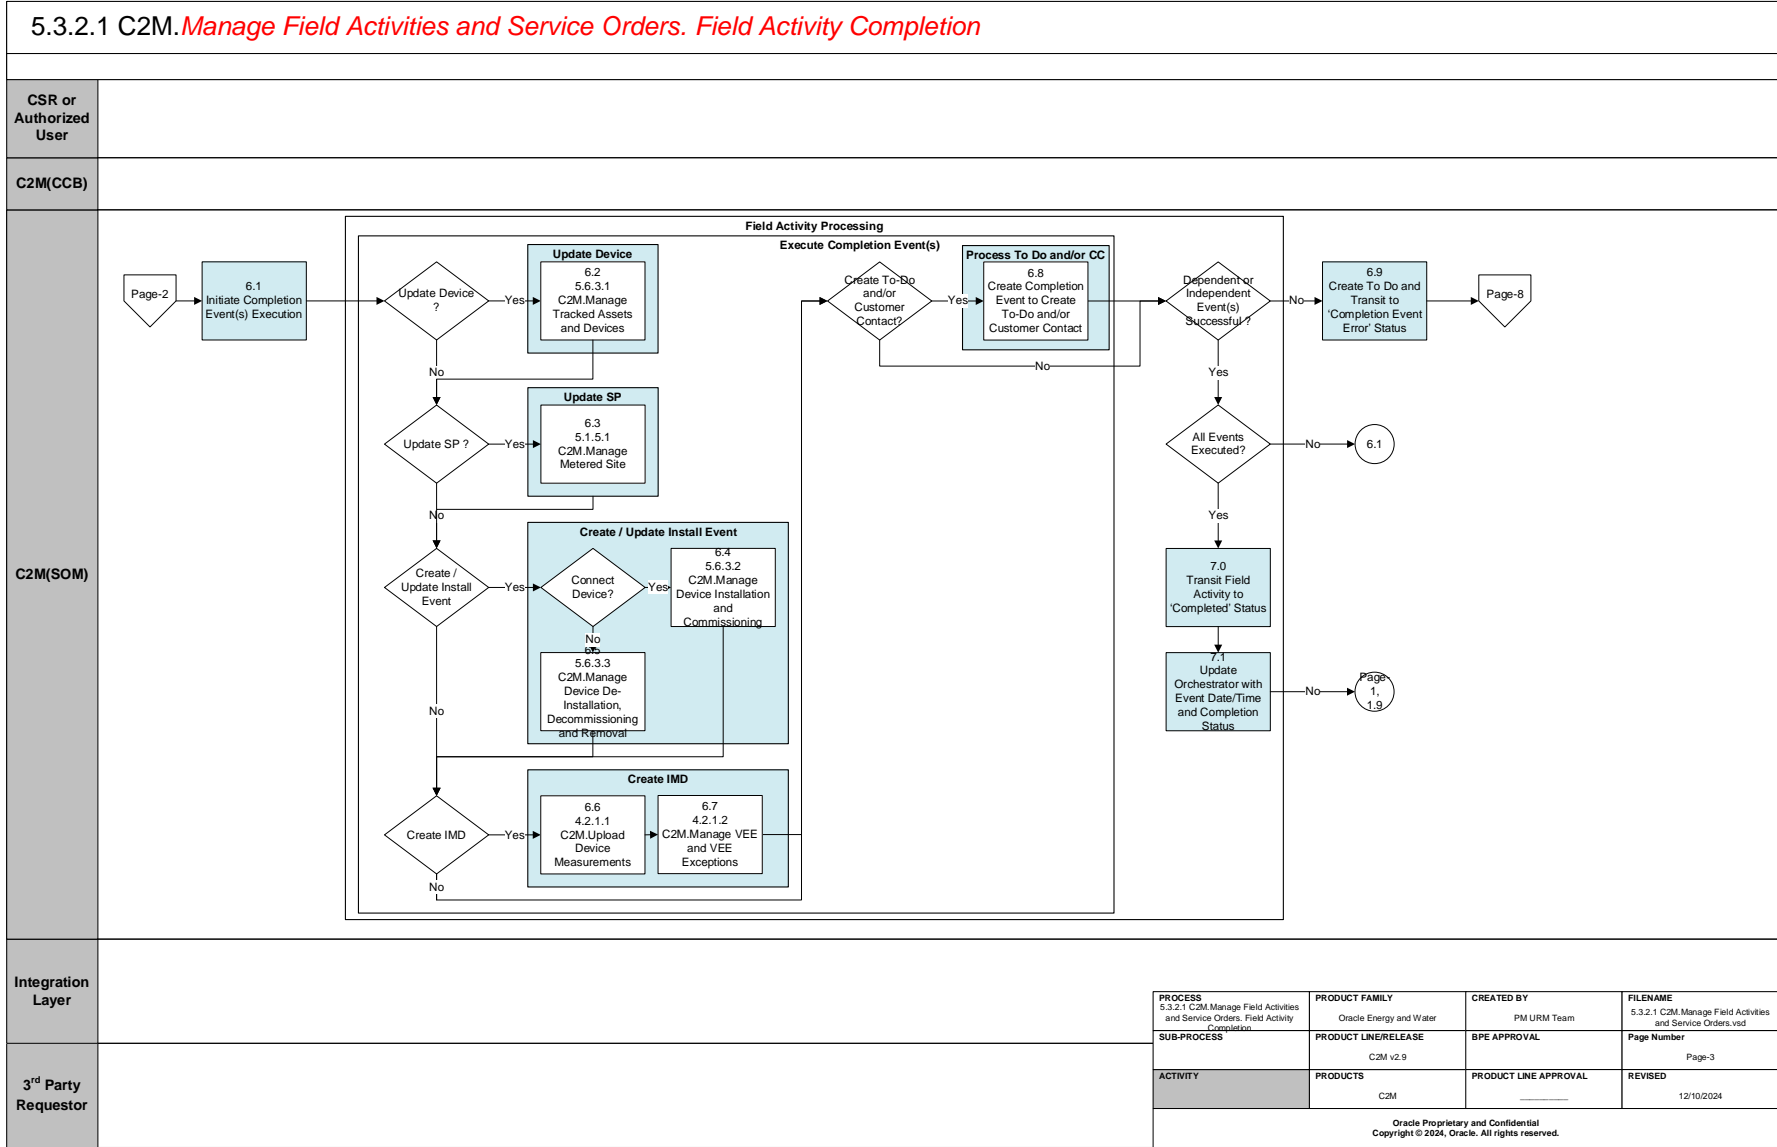 5.3.2.1 C2M.Manage Field Activities and Service Orders. Field Activity Completion
CSR or
Authorized
User
C2M(CCB)
C2M(SOM)
Integration
Layer
3rd Party
Requestor
Field Activity Processing
Execute Completion Event(s)
Page-2
6.1
Initiate Completion
Event(s) Execution
Update Device
?
Yes
No
Update Device
6.2
5.6.3.1
C2M.Manage
Tracked Assets
and Devices
Update SP ?
Yes
No
Update SP
6.3
5.1.5.1
C2M.Manage
Metered Site
Create /
Update Install
Event
Yes
No
Create / Update Install Event
Connect
Device?
Yes
No
6.4
5.6.3.2
C2M.Manage
Device Installation
and
Commissioning
6.5
5.6.3.3
C2M.Manage
Device De-
Installation,
Decommissioning
and Removal
Create IMD
Yes
No
Create IMD
6.6
4.2.1.1
C2M.Upload
Device
Measurements
6.7
4.2.1.2
C2M.Manage VEE
and VEE
Exceptions
Create To-Do
and/or
Customer
Contact?
Yes
No
Process To Do and/or CC
6.8
Create Completion
Event to Create
To-Do and/or
Customer Contact
Dependent or
Independent
Event(s)
Successful ?
No
Yes
6.9
Create To Do and
Transit to
‘Completion Event
Error’ Status
Page-8
All Events
Executed?
No
6.1
Yes
7.0
Transit Field
Activity to
‘Completed’ Status
7.1
Update
Orchestrator with
Event Date/Time
and Completion
Status
No
Page-
1,
1.9
PROCESS
5.3.2.1 C2M.Manage Field Activities
and Service Orders. Field Activity
Completion
PRODUCT FAMILY
Oracle Energy and Water
CREATED BY
PM URM Team
FILENAME
5.3.2.1 C2M.Manage Field Activities
and Service Orders.vsd
SUB-PROCESS
PRODUCT LINE/RELEASE
C2M v2.9
BPE APPROVAL
Page Number
Page-3
ACTIVITY
PRODUCTS
C2M
PRODUCT LINE APPROVAL
___________
REVISED
12/10/2024
Oracle Proprietary and Confidential
Copyright © 2024, Oracle. All rights reserved.